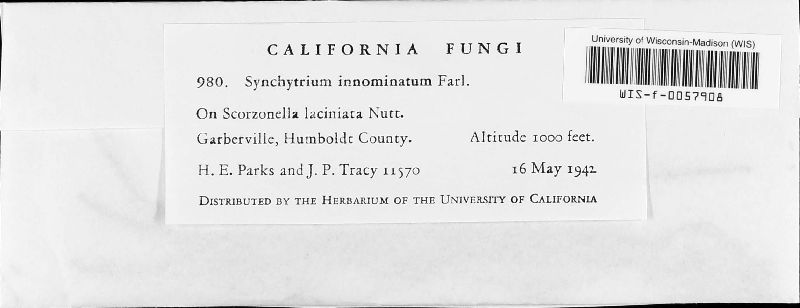 CALIFORNIA FUNGI
980. Synchytrium innominatum Farl.
On Scorzonella laciniata Nutt.
Garberville, Humboldt County. Altitude 1000 feet.
H. E. Parks and J. P. Tracy 11570 16 May 1942
DISTRIBUTED BY THE HERBARIUM OF THE UNIVERSITY OF CALIFORNIA
University of Wisconsin-Madison (WIS)
WIS-f-0057908